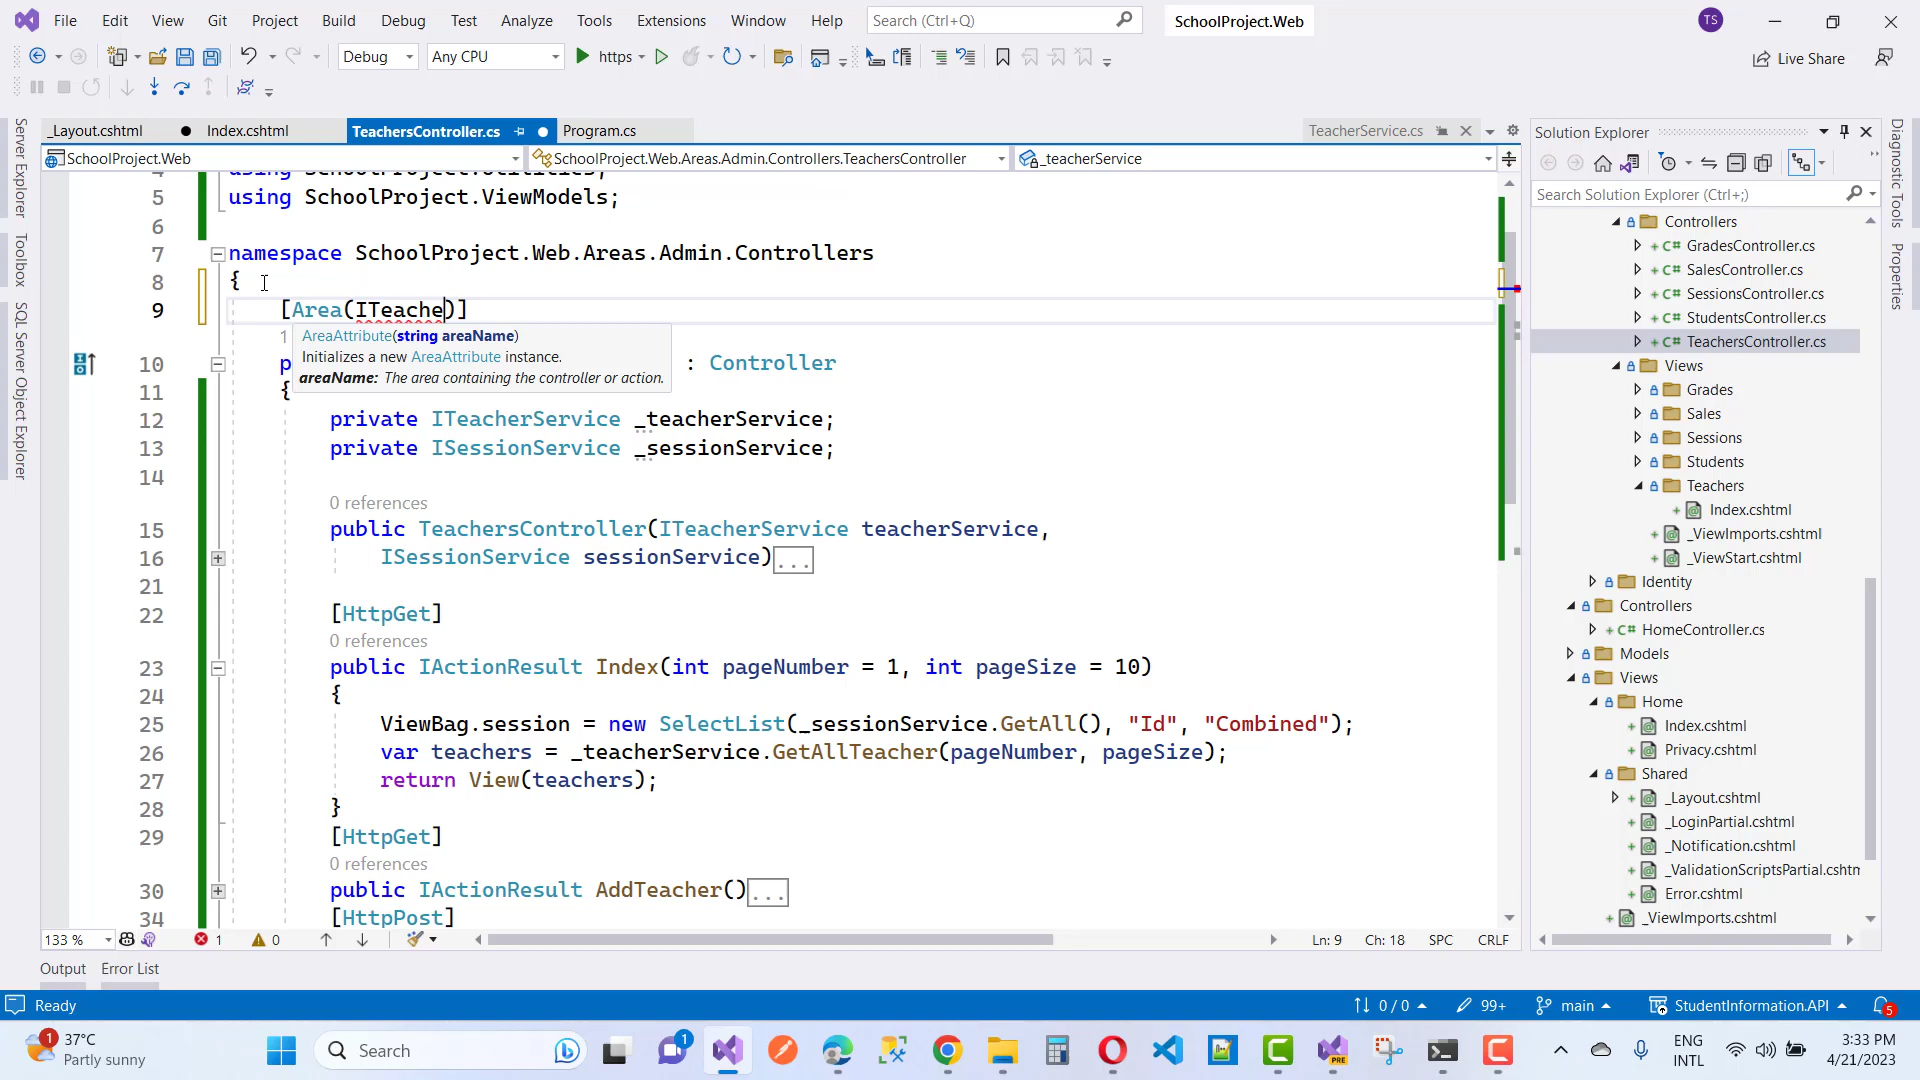 File Edit View Git Project Build Debug Test Analyze Tools Extensions Window Help Search (Ctrl+Q) SchoolProject.Web TS
Debug Any CPU https Live Share
_Layout.cshtml Index.cshtml TeachersController.cs Program.cs TeacherService.cs
SchoolProject.Web SchoolProject.Web.Areas.Admin.Controllers.TeachersController _teacherService
4 using SchoolProject.Utilities;
5 using SchoolProject.ViewModels;
6
7 namespace SchoolProject.Web.Areas.Admin.Controllers
8 {
9 [Area(ITeache)]
AreaAttribute(string areaName)
Initializes a new AreaAttribute instance.
areaName: The area containing the controller or action.
10 p : Controller
11 {
12 private ITeacherService _teacherService;
13 private ISessionService _sessionService;
14
0 references
15 public TeachersController(ITeacherService teacherService,
16 ISessionService sessionService)...
21
22 [HttpGet]
0 references
23 public IActionResult Index(int pageNumber = 1, int pageSize = 10)
24 {
25 ViewBag.session = new SelectList(_sessionService.GetAll(), "Id", "Combined");
26 var teachers = _teacherService.GetAllTeacher(pageNumber, pageSize);
27 return View(teachers);
28 }
29 [HttpGet]
0 references
30 public IActionResult AddTeacher()...
34 [HttpPost]
133 % 1 0 Ln: 9 Ch: 18 SPC CRLF
Output Error List
Ready 0 / 0 99+ main StudentInformation.API 5
Server Explorer
Toolbox
SQL Server Object Explorer
Solution Explorer
Search Solution Explorer (Ctrl+;)
Controllers
C# GradesController.cs
C# SalesController.cs
C# SessionsController.cs
C# StudentsController.cs
C# TeachersController.cs
Views
Grades
Sales
Sessions
Students
Teachers
Index.cshtml
_ViewImports.cshtml
_ViewStart.cshtml
Identity
Controllers
C# HomeController.cs
Models
Views
Home
Index.cshtml
Privacy.cshtml
Shared
_Layout.cshtml
_LoginPartial.cshtml
_Notification.cshtml
_ValidationScriptsPartial.cshtm
Error.cshtml
_ViewImports.cshtml
Diagnostic Tools
Properties
1 37°C
Partly sunny
Search
1
PRE
ENG
INTL
3:33 PM
4/21/2023